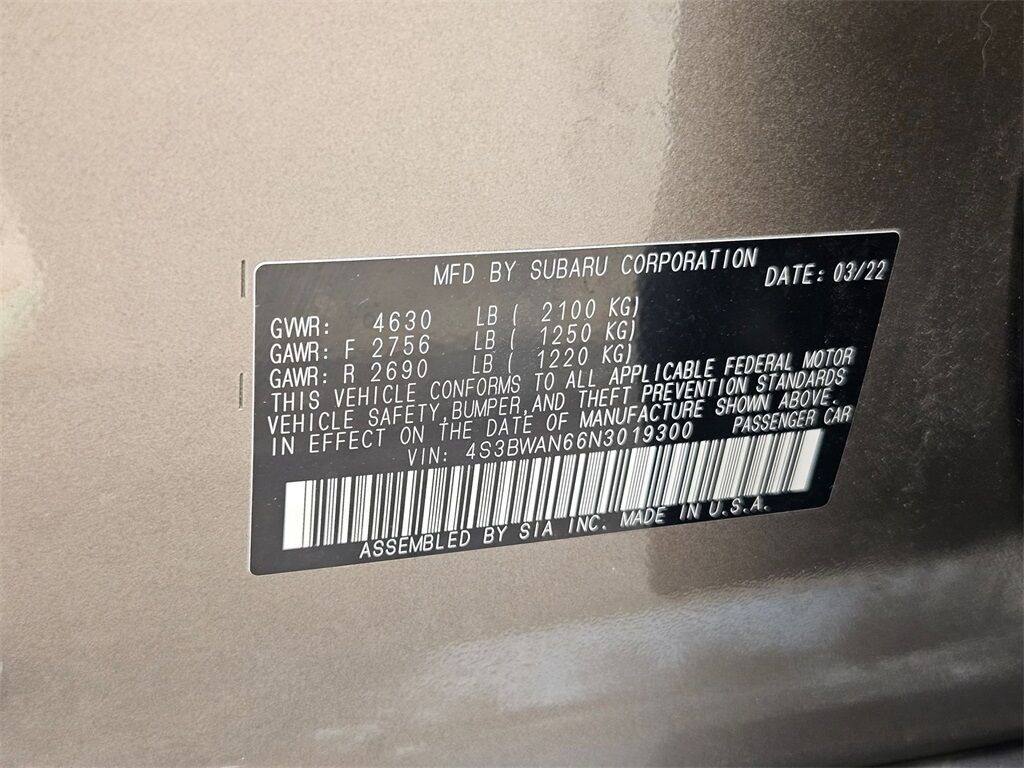 MFD BY SUBARU CORPORATION DATE: 03/22
GVWR: 4630 LB ( 2100 KG)
GAWR: F 2756 LB ( 1250 KG)
GAWR: R 2690 LB ( 1220 KG)
THIS VEHICLE CONFORMS TO ALL APPLICABLE FEDERAL MOTOR
VEHICLE SAFETY, BUMPER, AND THEFT PREVENTION STANDARDS
IN EFFECT ON THE DATE OF MANUFACTURE SHOWN ABOVE.
VIN: 4S3BWAN66N3019300 PASSENGER CAR
ASSEMBLED BY SIA INC. MADE IN U.S.A.